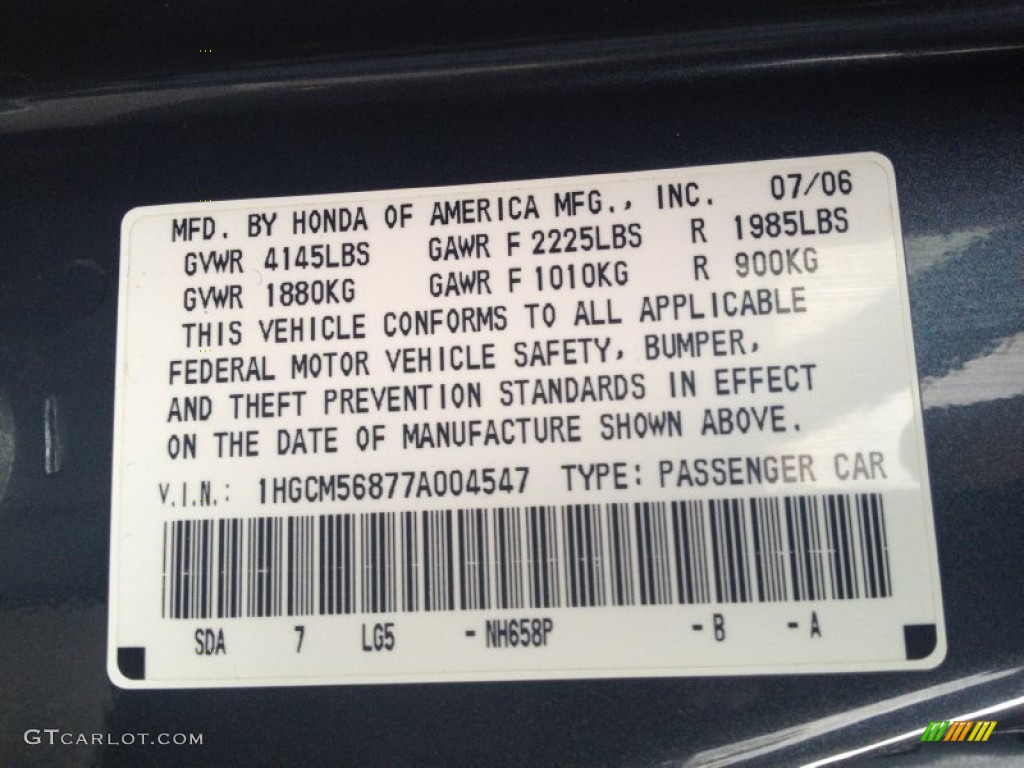 MFD. BY HONDA OF AMERICA MFG., INC. 07/06
GVWR 4145LBS GAWR F 2225LBS R 1985LBS
GVWR 1880KG GAWR F 1010KG R 900KG
THIS VEHICLE CONFORMS TO ALL APPLICABLE
FEDERAL MOTOR VEHICLE SAFETY, BUMPER,
AND THEFT PREVENTION STANDARDS IN EFFECT
ON THE DATE OF MANUFACTURE SHOWN ABOVE.
V.I.N.: 1HGCM56877A004547 TYPE: PASSENGER CAR
SDA 7 LG5 -NH658P -B -A
GTCARLOT.COM